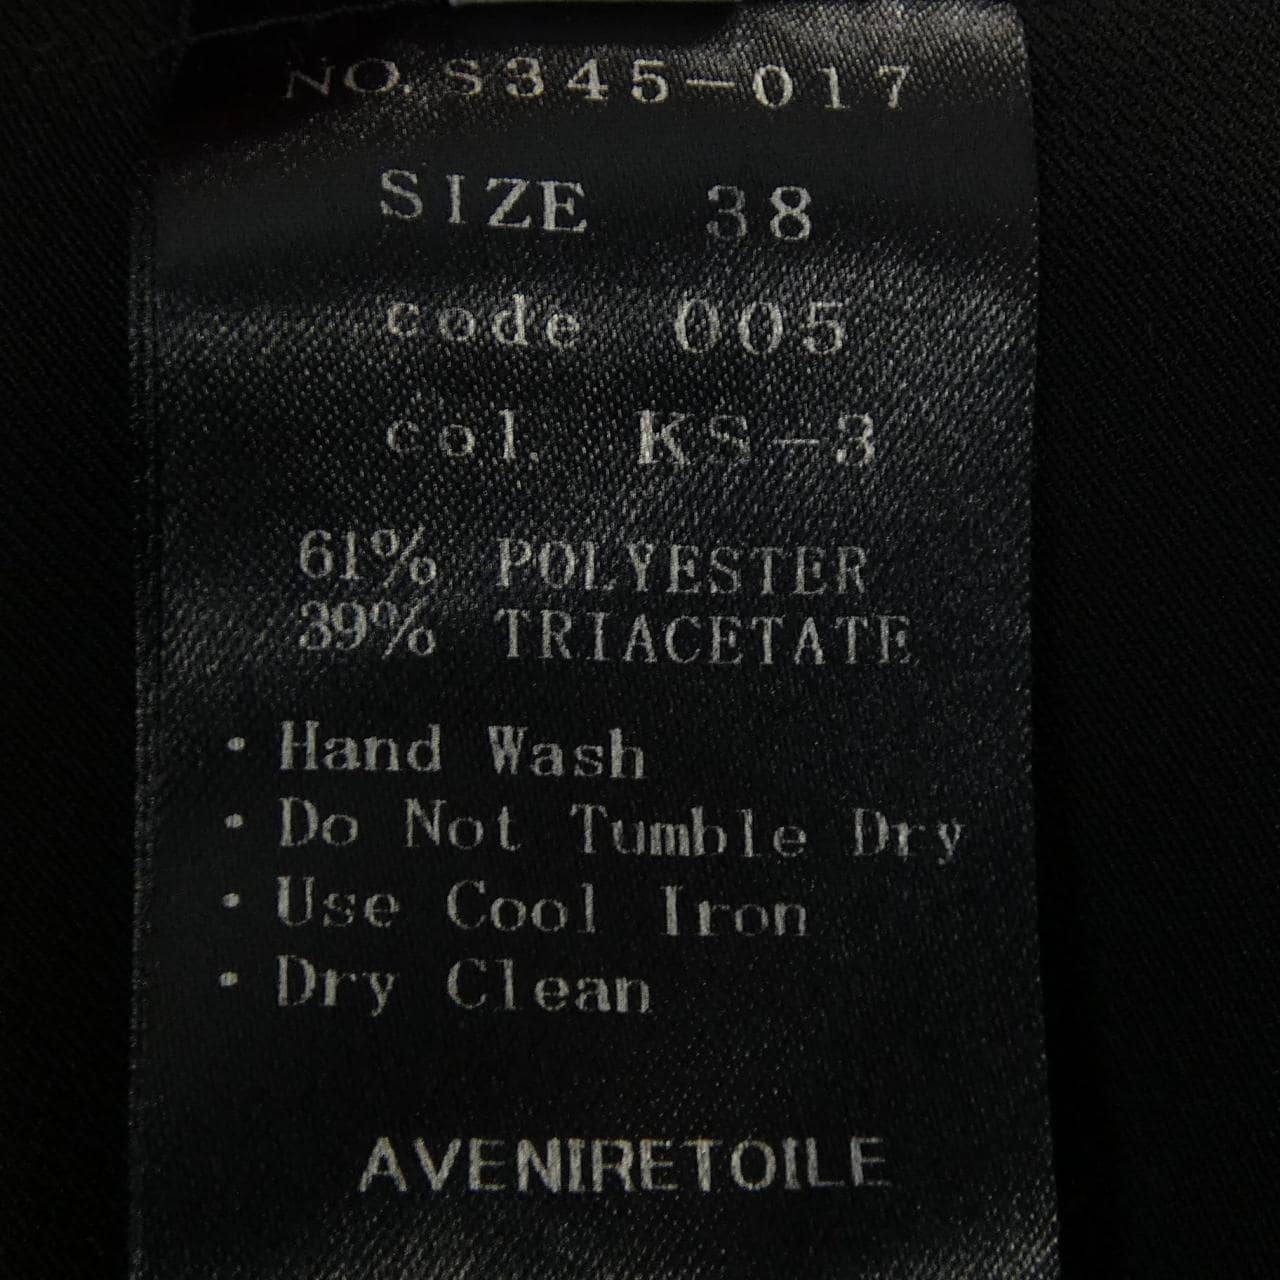 NO. S345-017
SIZE 38
code 005
col. KS-3
61% POLYESTER
39% TRIACETATE
・Hand Wash
・Do Not Tumble Dry
・Use Cool Iron
・Dry Clean
AVENIRETOILE